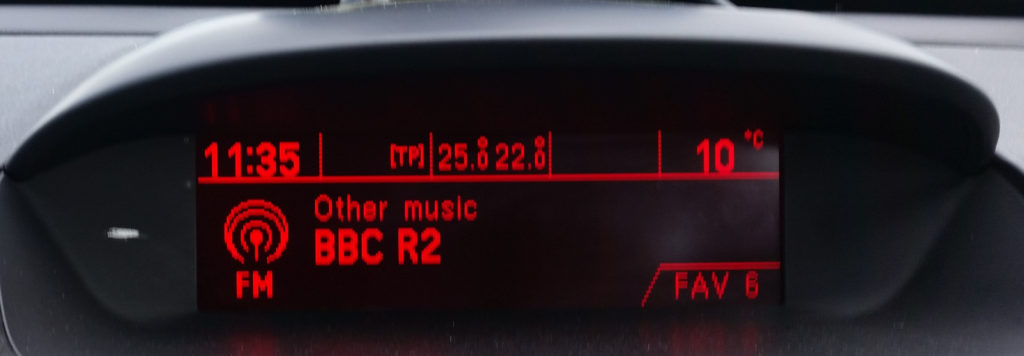 11:35 [TP] 25.0° 22.0° 10 °C
Other music
BBC R2
FM
FAV 6